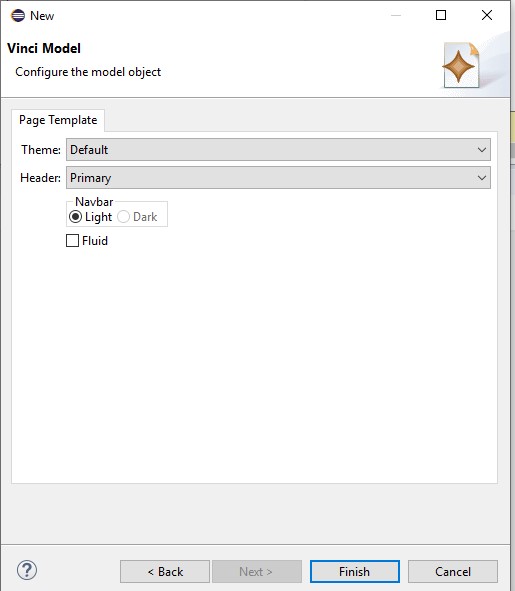 New
Vinci Model
Configure the model object
Page Template
Theme: Default
Header: Primary
Navbar
Light Dark
Fluid
? < Back Next > Finish Cancel